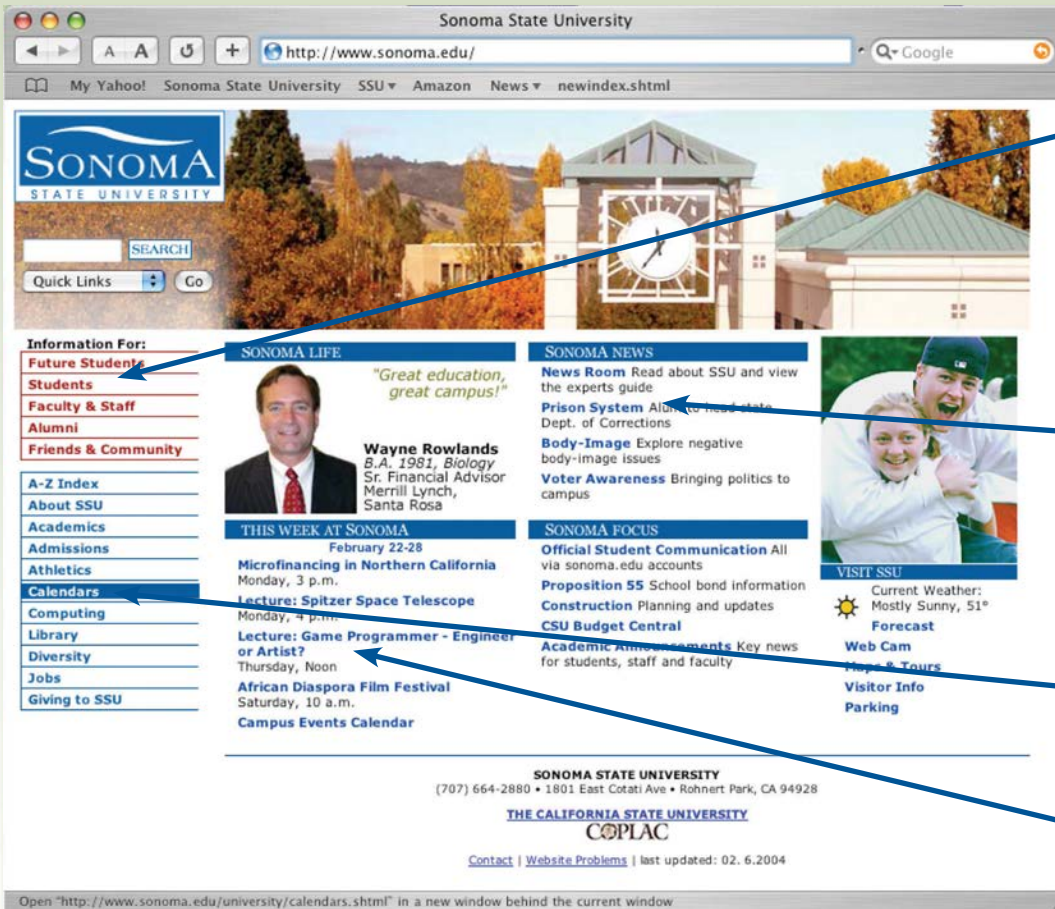 Sonoma State University
A A
http://www.sonoma.edu/
Google
My Yahoo! Sonoma State University SSU Amazon News newindex.shtml
SONOMA
STATE UNIVERSITY
SEARCH
Quick Links
Go
Information For:
Future Students
Students
Faculty & Staff
Alumni
Friends & Community
A-Z Index
About SSU
Academics
Admissions
Athletics
Calendars
Computing
Library
Diversity
Jobs
Giving to SSU
SONOMA LIFE
"Great education,
great campus!"
Wayne Rowlands
B.A. 1981, Biology
Sr. Financial Advisor
Merrill Lynch,
Santa Rosa
THIS WEEK AT SONOMA
February 22-28
Microfinancing in Northern California
Monday, 3 p.m.
Lecture: Spitzer Space Telescope
Monday, 4 p.m.
Lecture: Game Programmer - Engineer
or Artist?
Thursday, Noon
African Diaspora Film Festival
Saturday, 10 a.m.
Campus Events Calendar
SONOMA NEWS
News Room Read about SSU and view
the experts guide
Prison System Alum to head state
Dept. of Corrections
Body-Image Explore negative
body-image issues
Voter Awareness Bringing politics to
campus
SONOMA FOCUS
Official Student Communication All
via sonoma.edu accounts
Proposition 55 School bond information
Construction Planning and updates
CSU Budget Central
Academic Announcements Key news
for students, staff and faculty
VISIT SSU
Current Weather:
Mostly Sunny, 51°
Forecast
Web Cam
Maps & Tours
Visitor Info
Parking
SONOMA STATE UNIVERSITY
(707) 664-2880 • 1801 East Cotati Ave • Rohnert Park, CA 94928
THE CALIFORNIA STATE UNIVERSITY
COPLAC
Contact | Website Problems | last updated: 02. 6.2004
Open "http://www.sonoma.edu/university/calendars.shtml" in a new window behind the current window